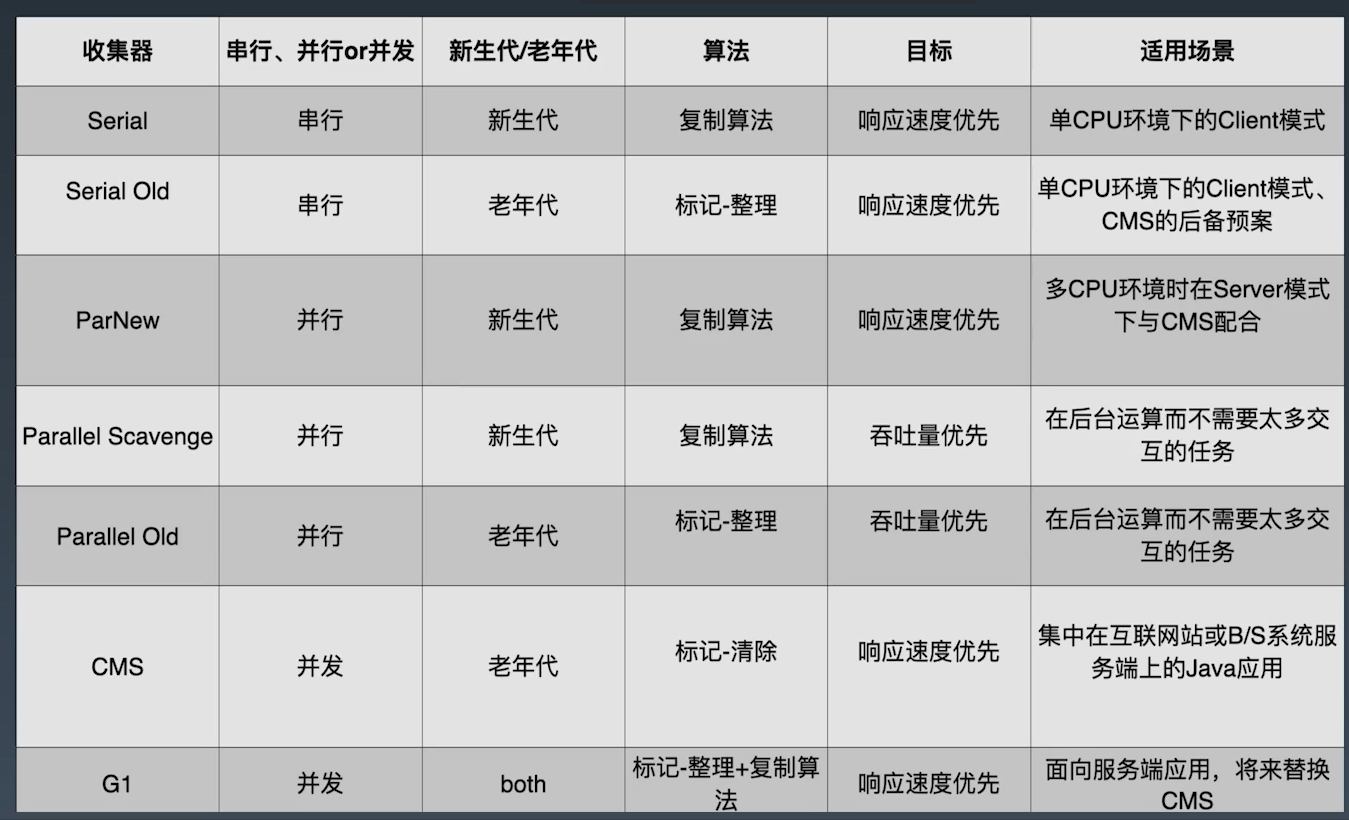 收集器 串行、并行or并发 新生代/老年代 算法 目标 适用场景
Serial 串行 新生代 复制算法 响应速度优先 单CPU环境下的Client模式
Serial Old 串行 老年代 标记-整理 响应速度优先 单CPU环境下的Client模式、
CMS的后备预案
ParNew 并行 新生代 复制算法 响应速度优先 多CPU环境时在Server模式
下与CMS配合
Parallel Scavenge 并行 新生代 复制算法 吞吐量优先 在后台运算而不需要太多交
互的任务
Parallel Old 并行 老年代 标记-整理 吞吐量优先 在后台运算而不需要太多交
互的任务
CMS 并发 老年代 标记-清除 响应速度优先 集中在互联网站或B/S系统服
务端上的Java应用
G1 并发 both 标记-整理+复制算 响应速度优先 面向服务端应用，将来替换
法 CMS